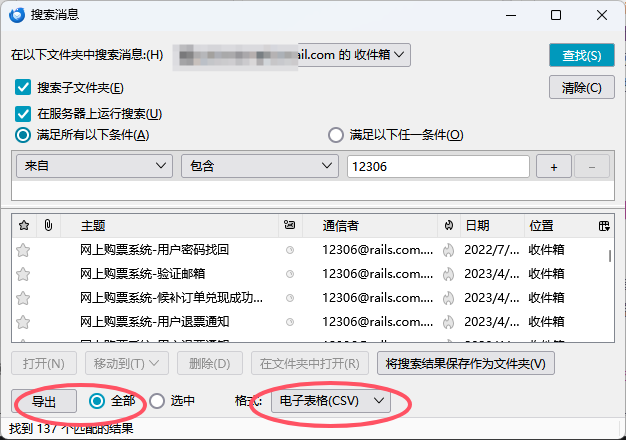 搜索消息
在以下文件夹中搜索消息:(H) ail.com 的 收件箱 查找(S)
搜索子文件夹(E) 清除(C)
在服务器上运行搜索(U)
满足所有以下条件(A) 满足以下任一条件(O)
来自 包含 12306 + −
主题 通信者 日期 位置
网上购票系统-用户密码找回 12306@rails.com.... 2022/7/... 收件箱
网上购票系统-验证邮箱 12306@rails.com.... 2023/4/... 收件箱
网上购票系统-候补订单兑现成功... 12306@rails.com.... 2023/4/... 收件箱
网上购票系统-用户退票通知 12306@rails.com.... 2023/4/... 收件箱
打开(N) 移动到(T) 删除(D) 在文件夹中打开(R) 将搜索结果保存作为文件夹(V)
导出 全部 选中 格式: 电子表格(CSV)
找到 137 个匹配的结果